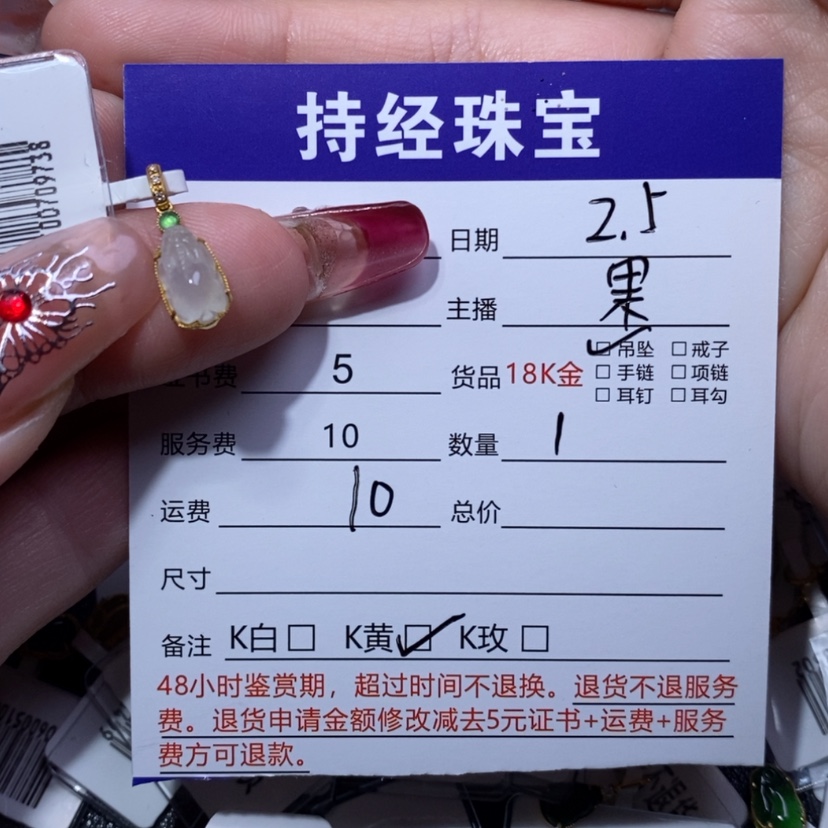 持经珠宝
00709738
日期 2.5
主播 果
证书费 5 货品 18K金 吊坠 戒子
手链 项链
耳钉 耳勾
服务费 10 数量 1
运费 10 总价
尺寸
备注 K白 K黄 K玫
48小时鉴赏期，超过时间不退换。退货不退服务
费。退货申请金额修改减去5元证书+运费+服务
费方可退款。